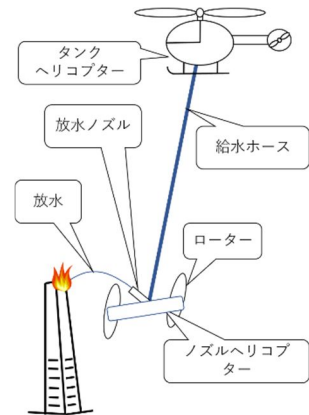 タンク
ヘリコプター
放水ノズル
給水ホース
放水
ローター
ノズルヘリコプ
ター